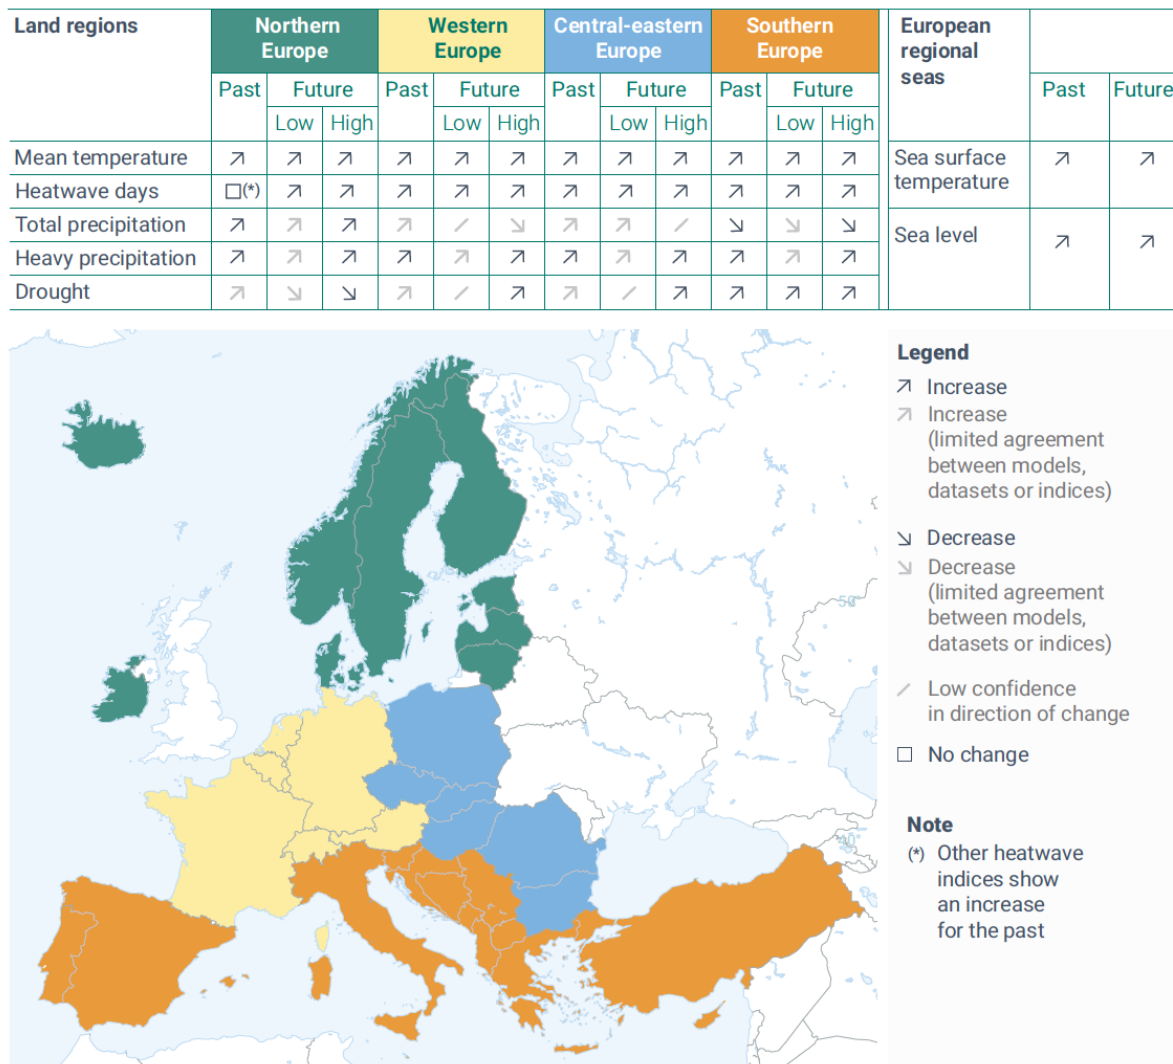 Land regions
Northern
Europe
Western
Europe
Central-eastern
Europe
Southern
Europe
European
regional
seas
Past Future Past Future Past Future Past Future Past Future
Low High Low High Low High Low High
Mean temperature ↗ ↗ ↗ ↗ ↗ ↗ ↗ ↗ ↗ ↗ ↗ ↗
Heatwave days □(*) ↗ ↗ ↗ ↗ ↗ ↗ ↗ ↗ ↗ ↗ ↗
Total precipitation ↗ ↗ ↗ ↗ ⁄ ↘ ↗ ↗ ⁄ ↘ ↘ ↘
Heavy precipitation ↗ ↗ ↗ ↗ ↗ ↗ ↗ ↗ ↗ ↗ ↗ ↗
Drought ↗ ↘ ↘ ↗ ⁄ ↗ ↗ ⁄ ↗ ↗ ↗ ↗
Sea surface
temperature ↗ ↗
Sea level ↗ ↗
50°
40
Legend
↗ Increase
↗ Increase
(limited agreement
between models,
datasets or indices)
↘ Decrease
↘ Decrease
(limited agreement
between models,
datasets or indices)
⁄ Low confidence
in direction of change
□ No change
Note
(*) Other heatwave
indices show
an increase
for the past